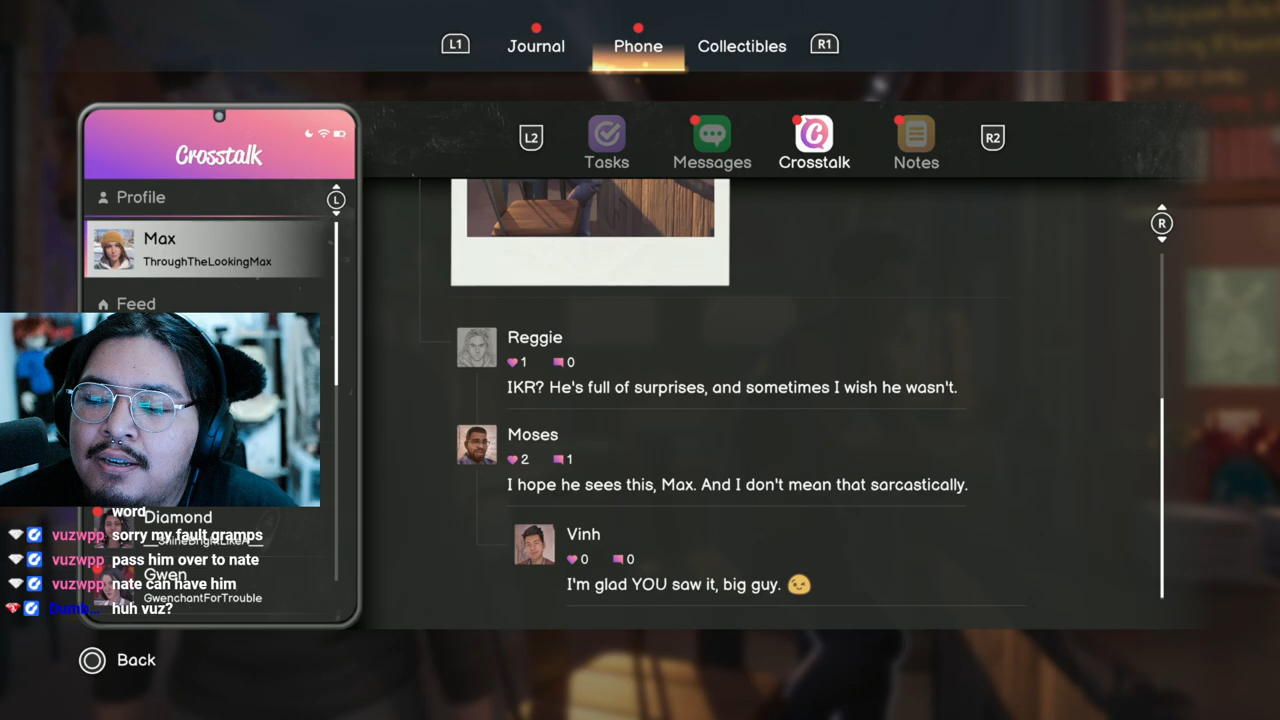 L1
Journal
Phone
Collectibles
R1
Crosstalk
L2
Tasks
Messages
Crosstalk
Notes
R2
Profile
L
Max
ThroughTheLookingMax
Feed
R
Reggie
1
0
IKR? He's full of surprises, and sometimes I wish he wasn't.
Moses
2
1
I hope he sees this, Max. And I don't mean that sarcastically.
Vinh
0
0
I'm glad YOU saw it, big guy. 😉
word
Diamond
vuzwpp sorry my fault gramps
vuzwpp pass him over to nate
Gwen
vuzwpp nate can have him
GwenchantForTrouble
Dumb... huh vuz?
Back